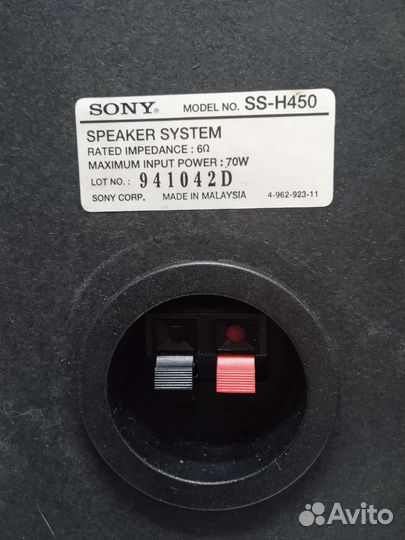 SONY® MODEL NO. SS-H450
SPEAKER SYSTEM
RATED IMPEDANCE : 6Ω
MAXIMUM INPUT POWER : 70W
LOT NO. : 941042D
SONY CORP. MADE IN MALAYSIA 4-962-923-11
Avito